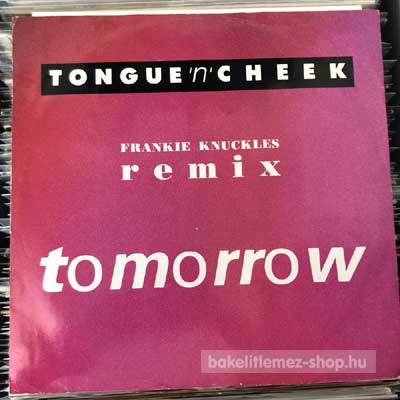 TONGUE 'n' CHEEK
FRANKIE KNUCKLES
remix
tomorrow
bakelitlemez-shop.hu